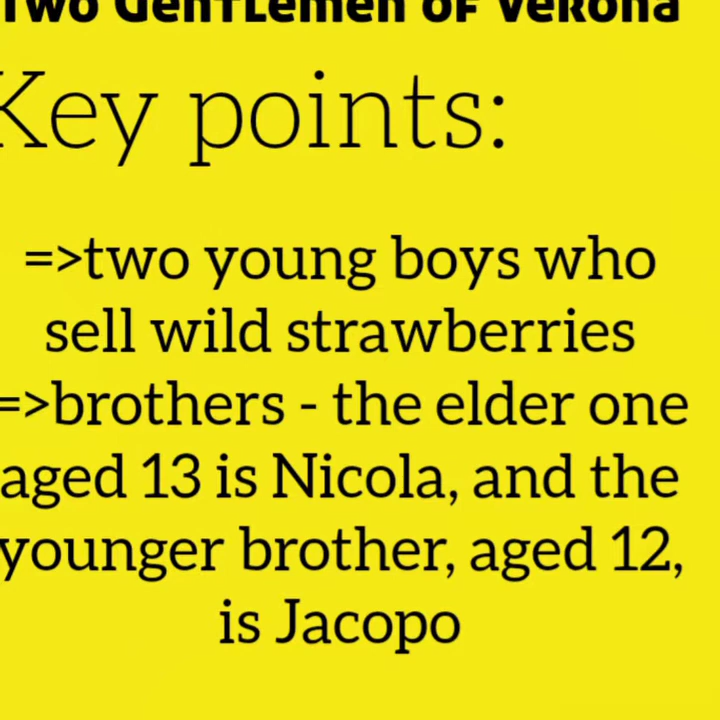 Two Gentlemen of Verona
Key points:
=>two young boys who
sell wild strawberries
=>brothers - the elder one
aged 13 is Nicola, and the
younger brother, aged 12,
is Jacopo